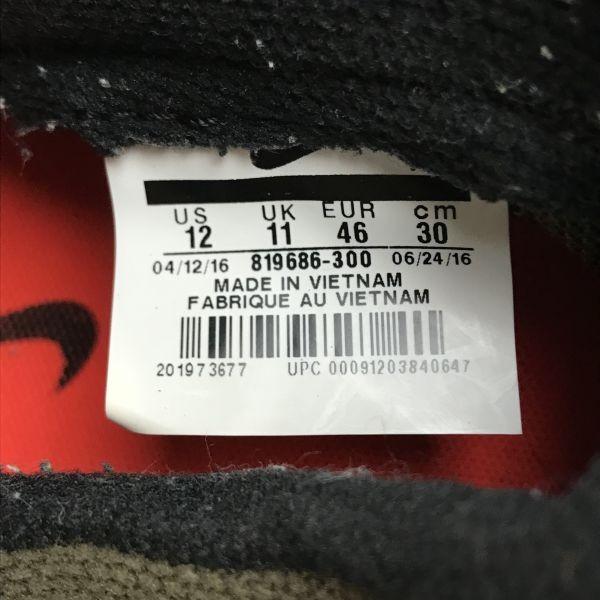 US UK EUR cm
12 11 46 30
04/12/16 819686-300 06/24/16
MADE IN VIETNAM
FABRIQUE AU VIETNAM
201973677 UPC 00091203840647